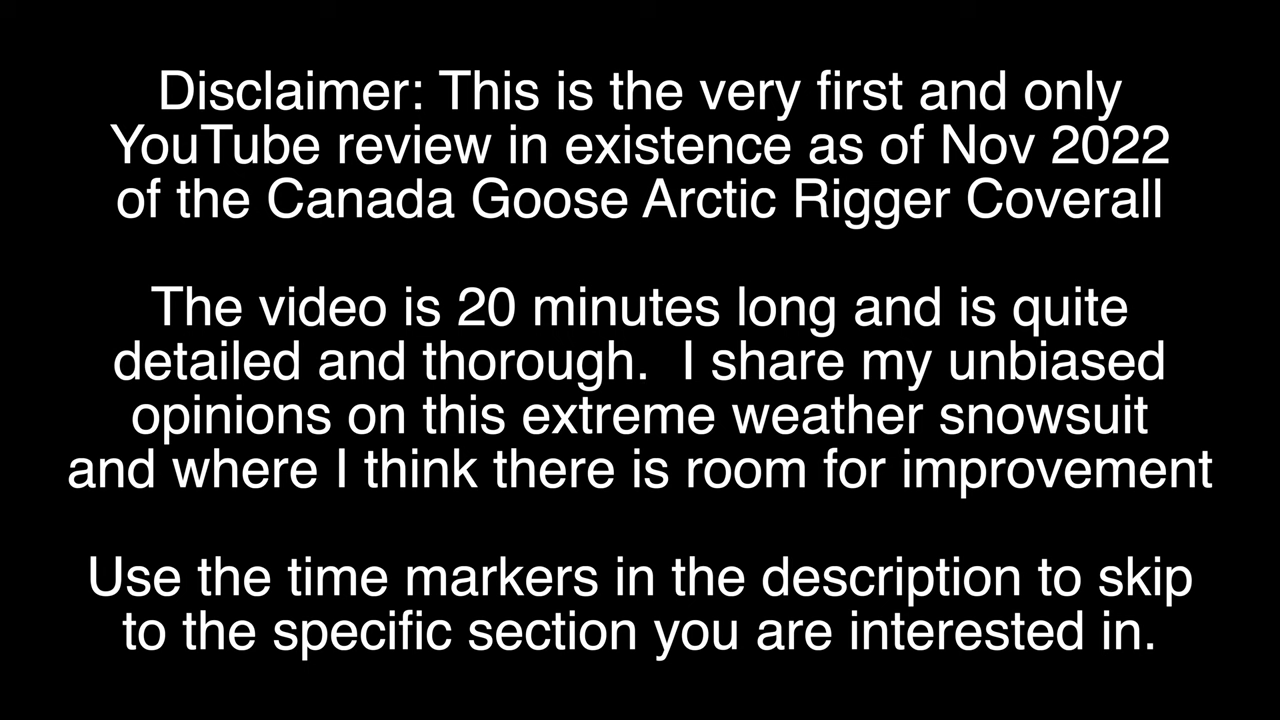 Disclaimer: This is the very first and only
YouTube review in existence as of Nov 2022
of the Canada Goose Arctic Rigger Coverall
The video is 20 minutes long and is quite
detailed and thorough.  I share my unbiased
opinions on this extreme weather snowsuit
and where I think there is room for improvement
Use the time markers in the description to skip
to the specific section you are interested in.